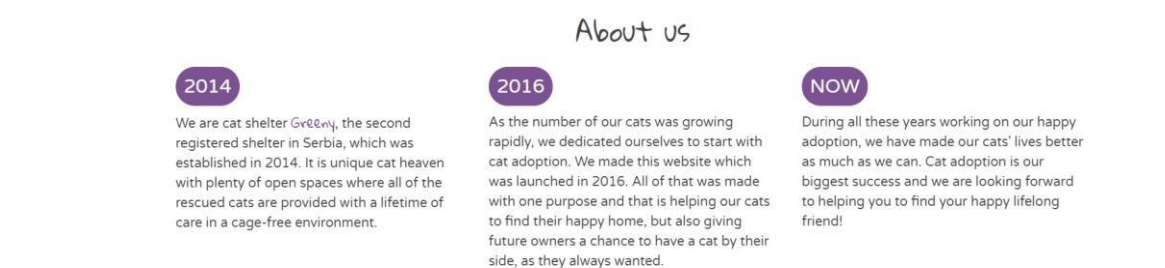 About us
2014
We are cat shelter Greeny, the second
registered shelter in Serbia, which was
established in 2014. It is unique cat heaven
with plenty of open spaces where all of the
rescued cats are provided with a lifetime of
care in a cage-free environment.
2016
As the number of our cats was growing
rapidly, we dedicated ourselves to start with
cat adoption. We made this website which
was launched in 2016. All of that was made
with one purpose and that is helping our cats
to find their happy home, but also giving
future owners a chance to have a cat by their
side, as they always wanted.
NOW
During all these years working on our happy
adoption, we have made our cats' lives better
as much as we can. Cat adoption is our
biggest success and we are looking forward
to helping you to find your happy lifelong
friend!